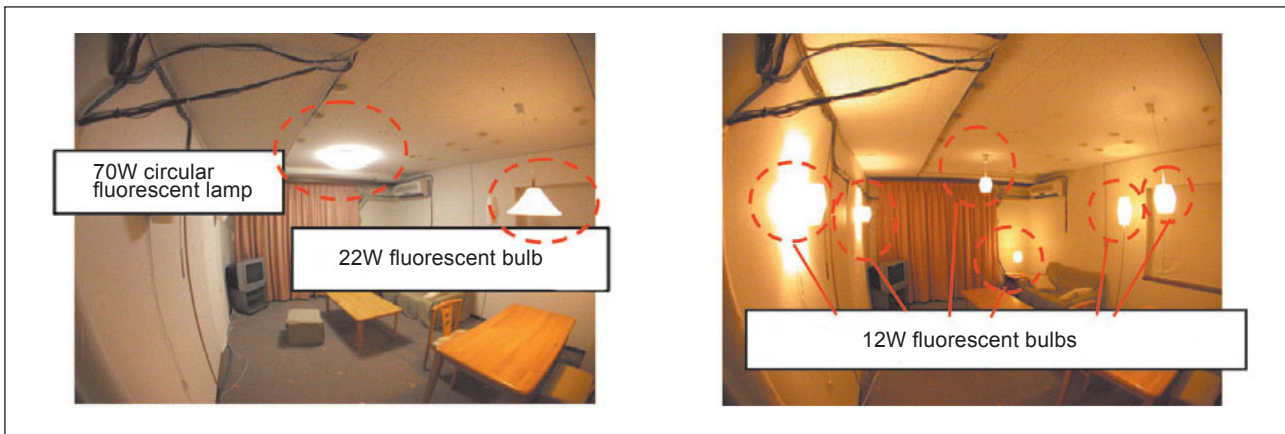 70W circular
fluorescent lamp
22W fluorescent bulb
12W fluorescent bulbs